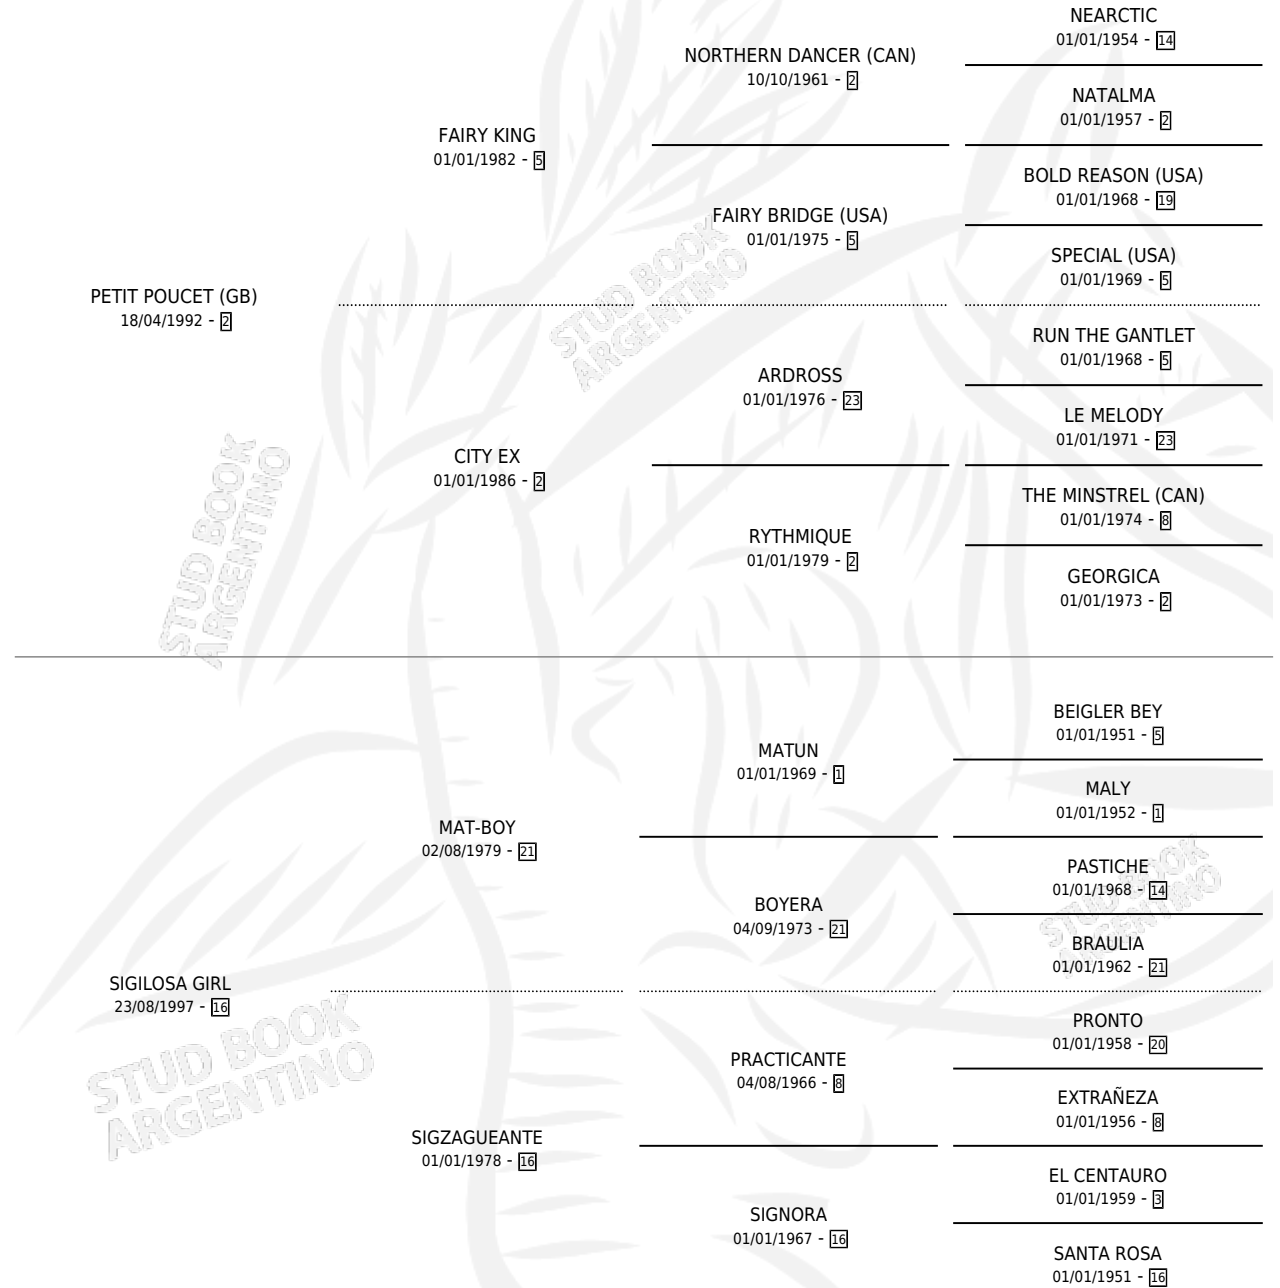 NEARCTIC
01/01/1954 - 14
NORTHERN DANCER (CAN)
10/10/1961 - 2
NATALMA
01/01/1957 - 2
FAIRY KING
01/01/1982 - 5
BOLD REASON (USA)
01/01/1968 - 19
FAIRY BRIDGE (USA)
01/01/1975 - 5
SPECIAL (USA)
01/01/1969 - 5
PETIT POUCET (GB)
18/04/1992 - 2
RUN THE GANTLET
01/01/1968 - 5
ARDROSS
01/01/1976 - 23
LE MELODY
01/01/1971 - 23
CITY EX
01/01/1986 - 2
THE MINSTREL (CAN)
01/01/1974 - 8
RYTHMIQUE
01/01/1979 - 2
GEORGICA
01/01/1973 - 2
BEIGLER BEY
01/01/1951 - 5
MATUN
01/01/1969 - 1
MALY
01/01/1952 - 1
MAT-BOY
02/08/1979 - 21
PASTICHE
01/01/1968 - 14
BOYERA
04/09/1973 - 21
BRAULIA
01/01/1962 - 21
SIGILOSA GIRL
23/08/1997 - 16
PRONTO
01/01/1958 - 20
PRACTICANTE
04/08/1966 - 8
EXTRAÑEZA
01/01/1956 - 8
SIGZAGUEANTE
01/01/1978 - 16
EL CENTAURO
01/01/1959 - 3
SIGNORA
01/01/1967 - 16
SANTA ROSA
01/01/1951 - 16
STUD BOOK
ARGENTINO
STUD BOOK
ARGENTINO
STUD BOOK
ARGENTINO
STUD BOOK
ARGENTINO